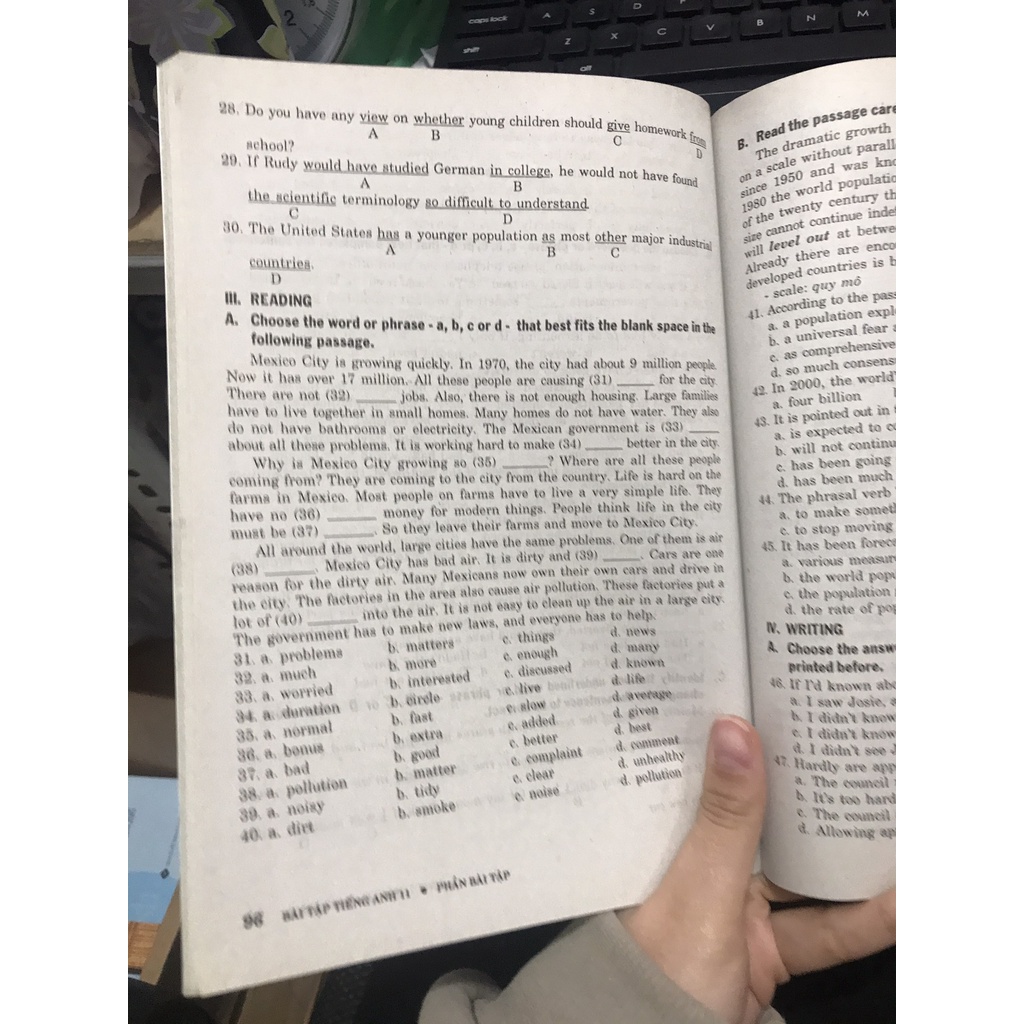 28. Do you have any view on whether young children should give homework from
A B C D
school?
29. If Rudy would have studied German in college, he would not have found
A B
the scientific terminology so difficult to understand.
C D
30. The United States has a younger population as most other major industrial
A B C
countries.
D
III. READING
A. Choose the word or phrase - a, b, c or d - that best fits the blank space in the
following passage.
Mexico City is growing quickly. In 1970, the city had about 9 million people.
Now it has over 17 million. All these people are causing (31) _____ for the city.
There are not (32) _____ jobs. Also, there is not enough housing. Large families
have to live together in small homes. Many homes do not have water. They also
do not have bathrooms or electricity. The Mexican government is (33) _____
about all these problems. It is working hard to make (34) _____ better in the city.
Why is Mexico City growing so (35) _____? Where are all these people
coming from? They are coming to the city from the country. Life is hard on the
farms in Mexico. Most people on farms have to live a very simple life. They
have no (36) _____ money for modern things. People think life in the city
must be (37) _____. So they leave their farms and move to Mexico City.
All around the world, large cities have the same problems. One of them is air
(38) _____. Mexico City has bad air. It is dirty and (39) _____. Cars are one
reason for the dirty air. Many Mexicans now own their own cars and drive in
the city. The factories in the area also cause air pollution. These factories put a
lot of (40) _____ into the air. It is not easy to clean up the air in a large city.
The government has to make new laws, and everyone has to help.
31. a. problems b. matters c. things d. news
32. a. much b. more c. enough d. many
33. a. worried b. interested c. discussed d. known
34. a. duration b. circle c. live d. life
35. a. normal b. fast c. slow d. average
36. a. bonus b. extra c. added d. given
37. a. bad b. good c. better d. best
38. a. pollution b. matter c. complaint d. comment
39. a. noisy b. tidy c. clear d. unhealthy
40. a. dirt b. smoke c. noise d. pollution
96 BÀI TẬP TIẾNG ANH 11 • PHẦN BÀI TẬP
B. Read the passage
The dramatic growth
on a scale without
since 1950 and was
1980 the world
of the twenty century
size cannot continue
will level out at
Already there are
developed countries is
- scale: quy mô
41. According to the
a. a population
b. a universal fear
c. as comprehensive
d. so much
42. In 2000, the
a. four billion
43. It is pointed out in
a. is expected to
b. will not
c. has been going
d. has been much
44. The phrasal verb
a. to make
c. to stop moving
45. It has been
a. various
b. the world
c. the population
d. the rate of
IV. WRITING
A. Choose the
printed before.
46. If I'd known
a. I saw Josie,
b. I didn't know
c. I didn't know
d. I didn't see
47. Hardly are
a. The council
b. It's too hard
c. The council
d. Allowing
caps lock
shift
A S D
Z X C V B N M
alt
2